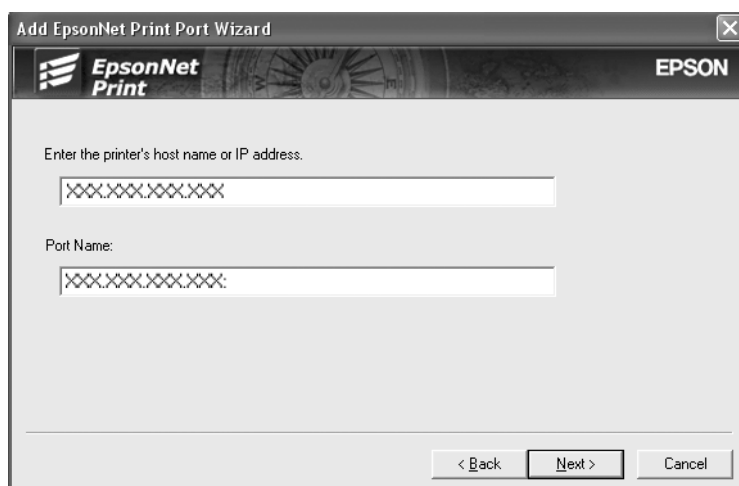 Add EpsonNet Print Port Wizard
EpsonNet
Print
EPSON
Enter the printer's host name or IP address.
XXX.XXX.XXX.XXX
Port Name:
XXX.XXX.XXX.XXX:
< Back
Next >
Cancel